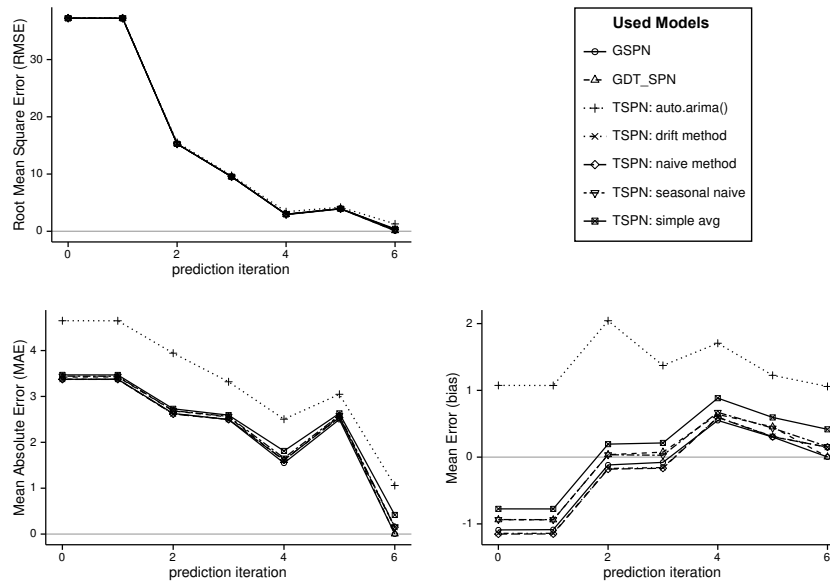 Root Mean Square Error (RMSE)
30
20
10
0
0 2 4 6
prediction iteration
Used Models
GSPN
GDT_SPN
TSPN: auto.arima()
TSPN: drift method
TSPN: naive method
TSPN: seasonal naive
TSPN: simple avg
Mean Absolute Error (MAE)
4
3
2
1
0
0 2 4 6
prediction iteration
Mean Error (bias)
2
1
0
-1
0 2 4 6
prediction iteration